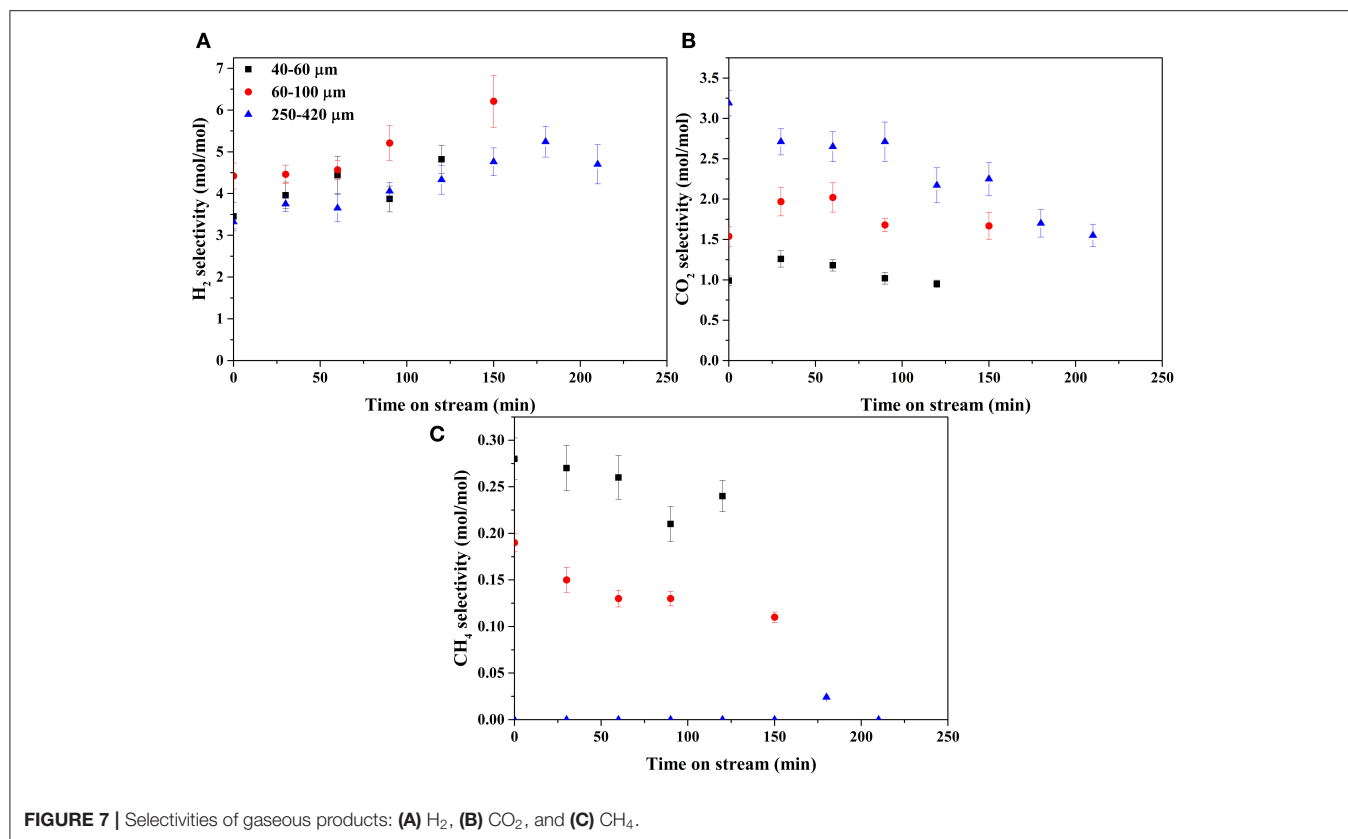 A
H₂ selectivity (mol/mol)
7
6
5
4
3
2
1
0
40-60 μm
60-100 μm
250-420 μm
0 50 100 150 200 250
Time on stream (min)
B
CO₂ selectivity (mol/mol)
3.5
3.0
2.5
2.0
1.5
1.0
0.5
0.0
0 50 100 150 200 250
Time on stream (min)
C
CH₄ selectivity (mol/mol)
0.30
0.25
0.20
0.15
0.10
0.05
0.00
0 50 100 150 200 250
Time on stream (min)
FIGURE 7 | Selectivities of gaseous products: (A) H₂, (B) CO₂, and (C) CH₄.